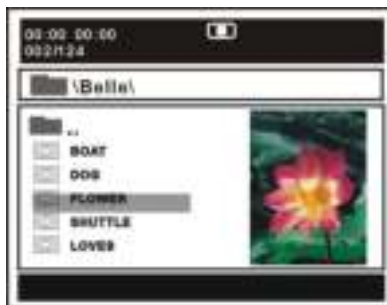 00:00 00:00
002/124
\Belle\
..
BOAT
DOG
FLOWER
SHUTTLE
LOVES